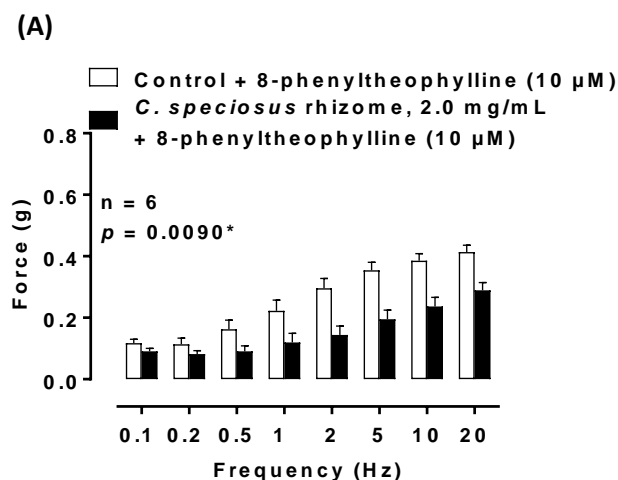 (A)
Control + 8-phenyltheophylline (10 µM)
C. speciosus rhizome, 2.0 mg/mL
+ 8-phenyltheophylline (10 µM)
0.8
n = 6
0.6
p = 0.0090*
0.4
0.2
0.0
Force (g)
0.1 0.2 0.5 1 2 5 10 20
Frequency (Hz)